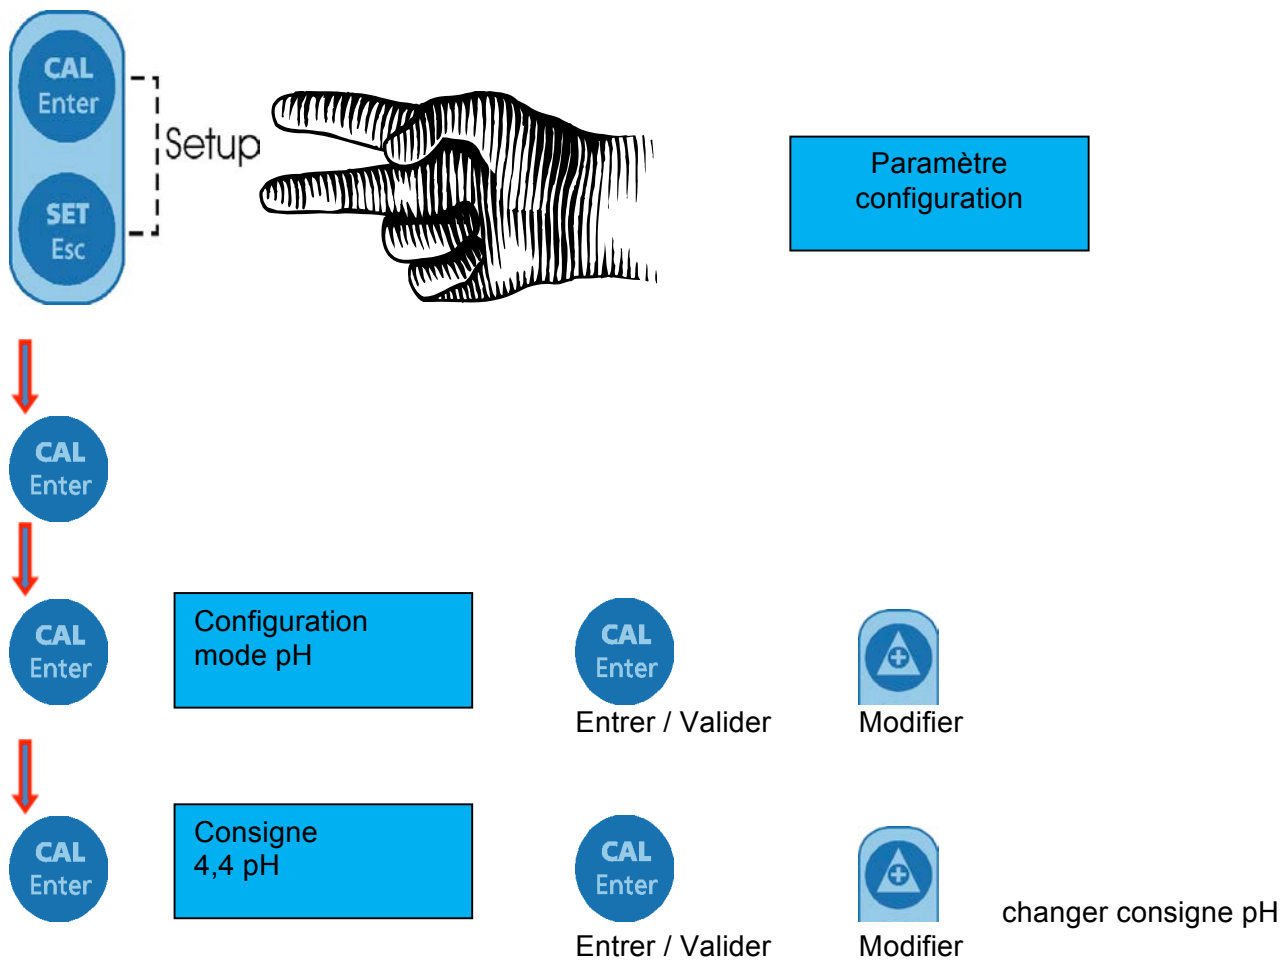 CAL
Enter
Setup
SET
Esc
Paramètre
configuration
CAL
Enter
CAL
Enter
Configuration
mode pH
CAL
Enter
Entrer / Valider
Modifier
CAL
Enter
Consigne
4,4 pH
CAL
Enter
Entrer / Valider
Modifier
changer consigne pH